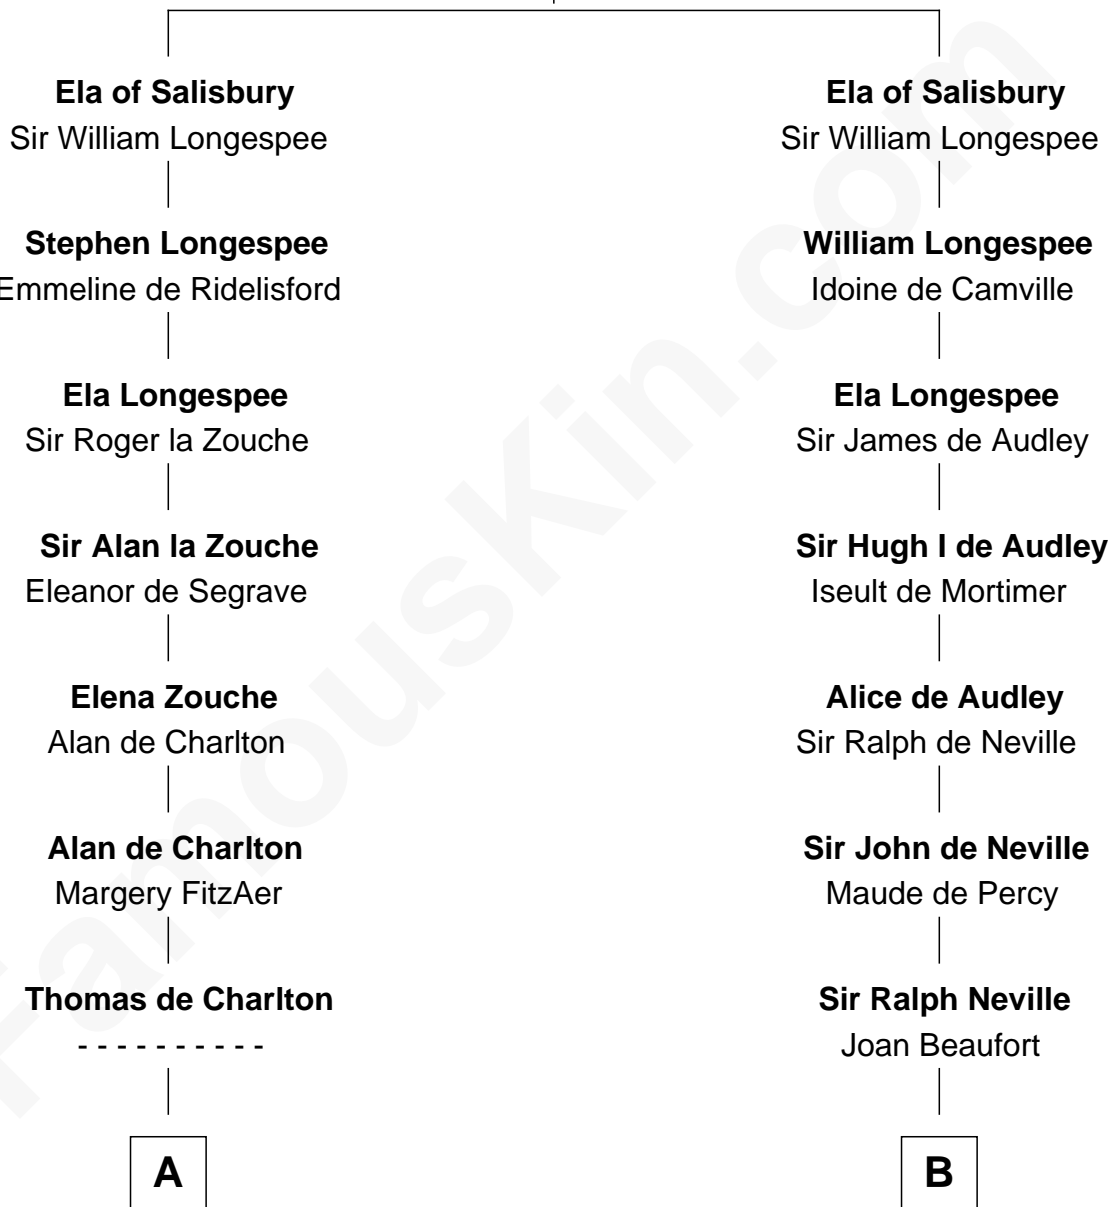 Ela of Salisbury
Sir William Longespee
Stephen Longespee
Emmeline de Ridelisford
Ela Longespee
Sir Roger la Zouche
Sir Alan la Zouche
Eleanor de Segrave
Elena Zouche
Alan de Charlton
Alan de Charlton
Margery FitzAer
Thomas de Charlton
- - - - - - - - - -
A
Ela of Salisbury
Sir William Longespee
William Longespee
Idoine de Camville
Ela Longespee
Sir James de Audley
Sir Hugh I de Audley
Iseult de Mortimer
Alice de Audley
Sir Ralph de Neville
Sir John de Neville
Maude de Percy
Sir Ralph Neville
Joan Beaufort
B
FamousKin.com